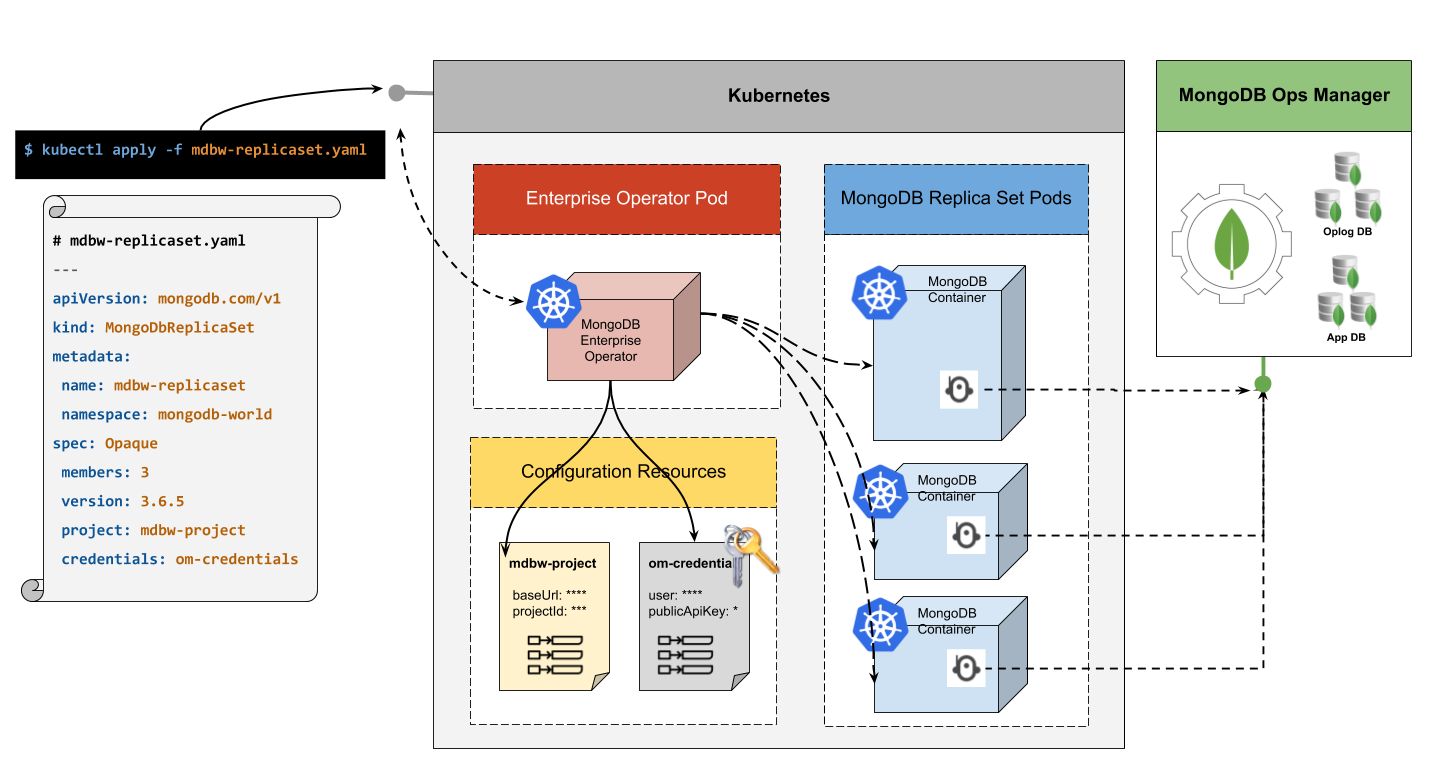 Kubernetes
MongoDB Ops Manager
$ kubectl apply -f mdbw-replicaset.yaml
# mdbw-replicaset.yaml
---
apiVersion: mongodb.com/v1
kind: MongoDbReplicaSet
metadata:
name: mdbw-replicaset
namespace: mongodb-world
spec: Opaque
members: 3
version: 3.6.5
project: mdbw-project
credentials: om-credentials
Enterprise Operator Pod
MongoDB
Enterprise
Operator
Configuration Resources
mdbw-project
baseUrl: ****
projectId: ***
om-credentia
user: ****
publicApiKey: *
MongoDB Replica Set Pods
MongoDB
Container
MongoDB
Container
MongoDB
Container
Oplog DB
App DB